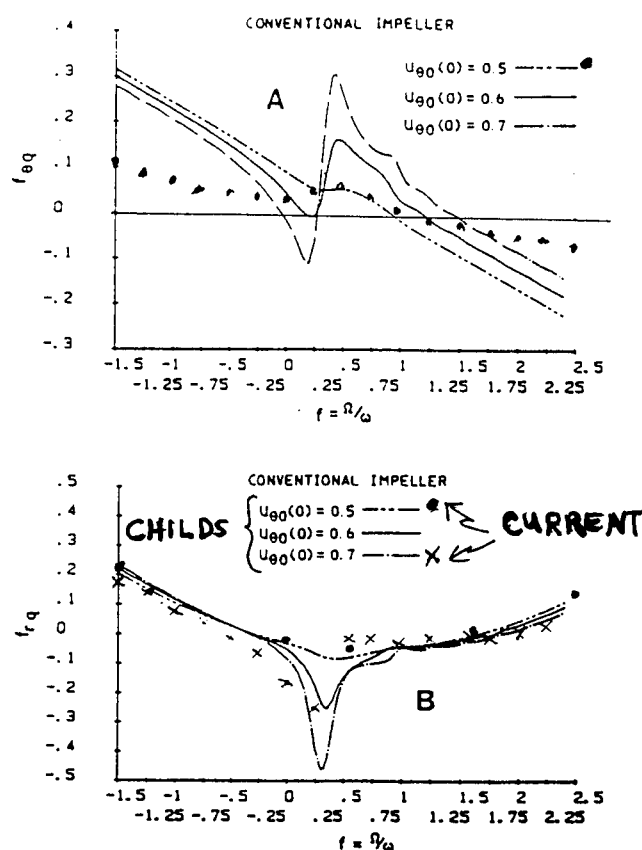 CONVENTIONAL IMPELLER
.4
.3
.2
.1
0
-.1
-.2
-.3
fθq
A
uθ0(0) = 0.5
uθ0(0) = 0.6
uθ0(0) = 0.7
-1.5 -1 -.5 0 .5 1 1.5 2 2.5
-1.25 -.75 -.25 .25 .75 1.25 1.75 2.25
f = Ω/ω
CONVENTIONAL IMPELLER
.5
.4
.3
.2
.1
0
-.1
-.2
-.3
-.4
-.5
frq
CHILDS
uθ0(0) = 0.5
uθ0(0) = 0.6
uθ0(0) = 0.7
CURRENT
B
-1.5 -1 -.5 0 .5 1 1.5 2 2.5
-1.25 -.75 -.25 .25 .75 1.25 1.75 2.25
f = Ω/ω